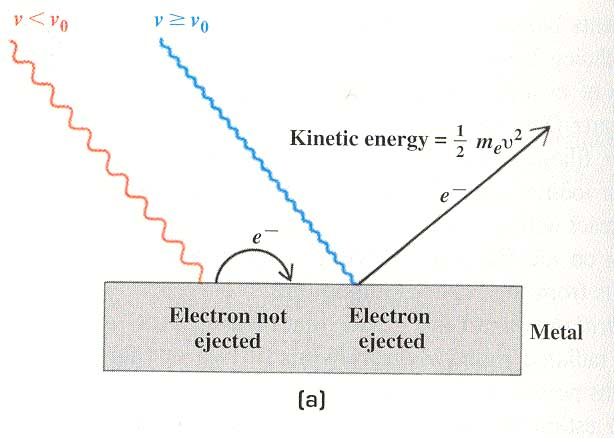 ν < ν₀
ν ≥ ν₀
Kinetic energy = 1/2 mₑυ²
e⁻
e⁻
Electron not
ejected
Electron
ejected
Metal
(a)